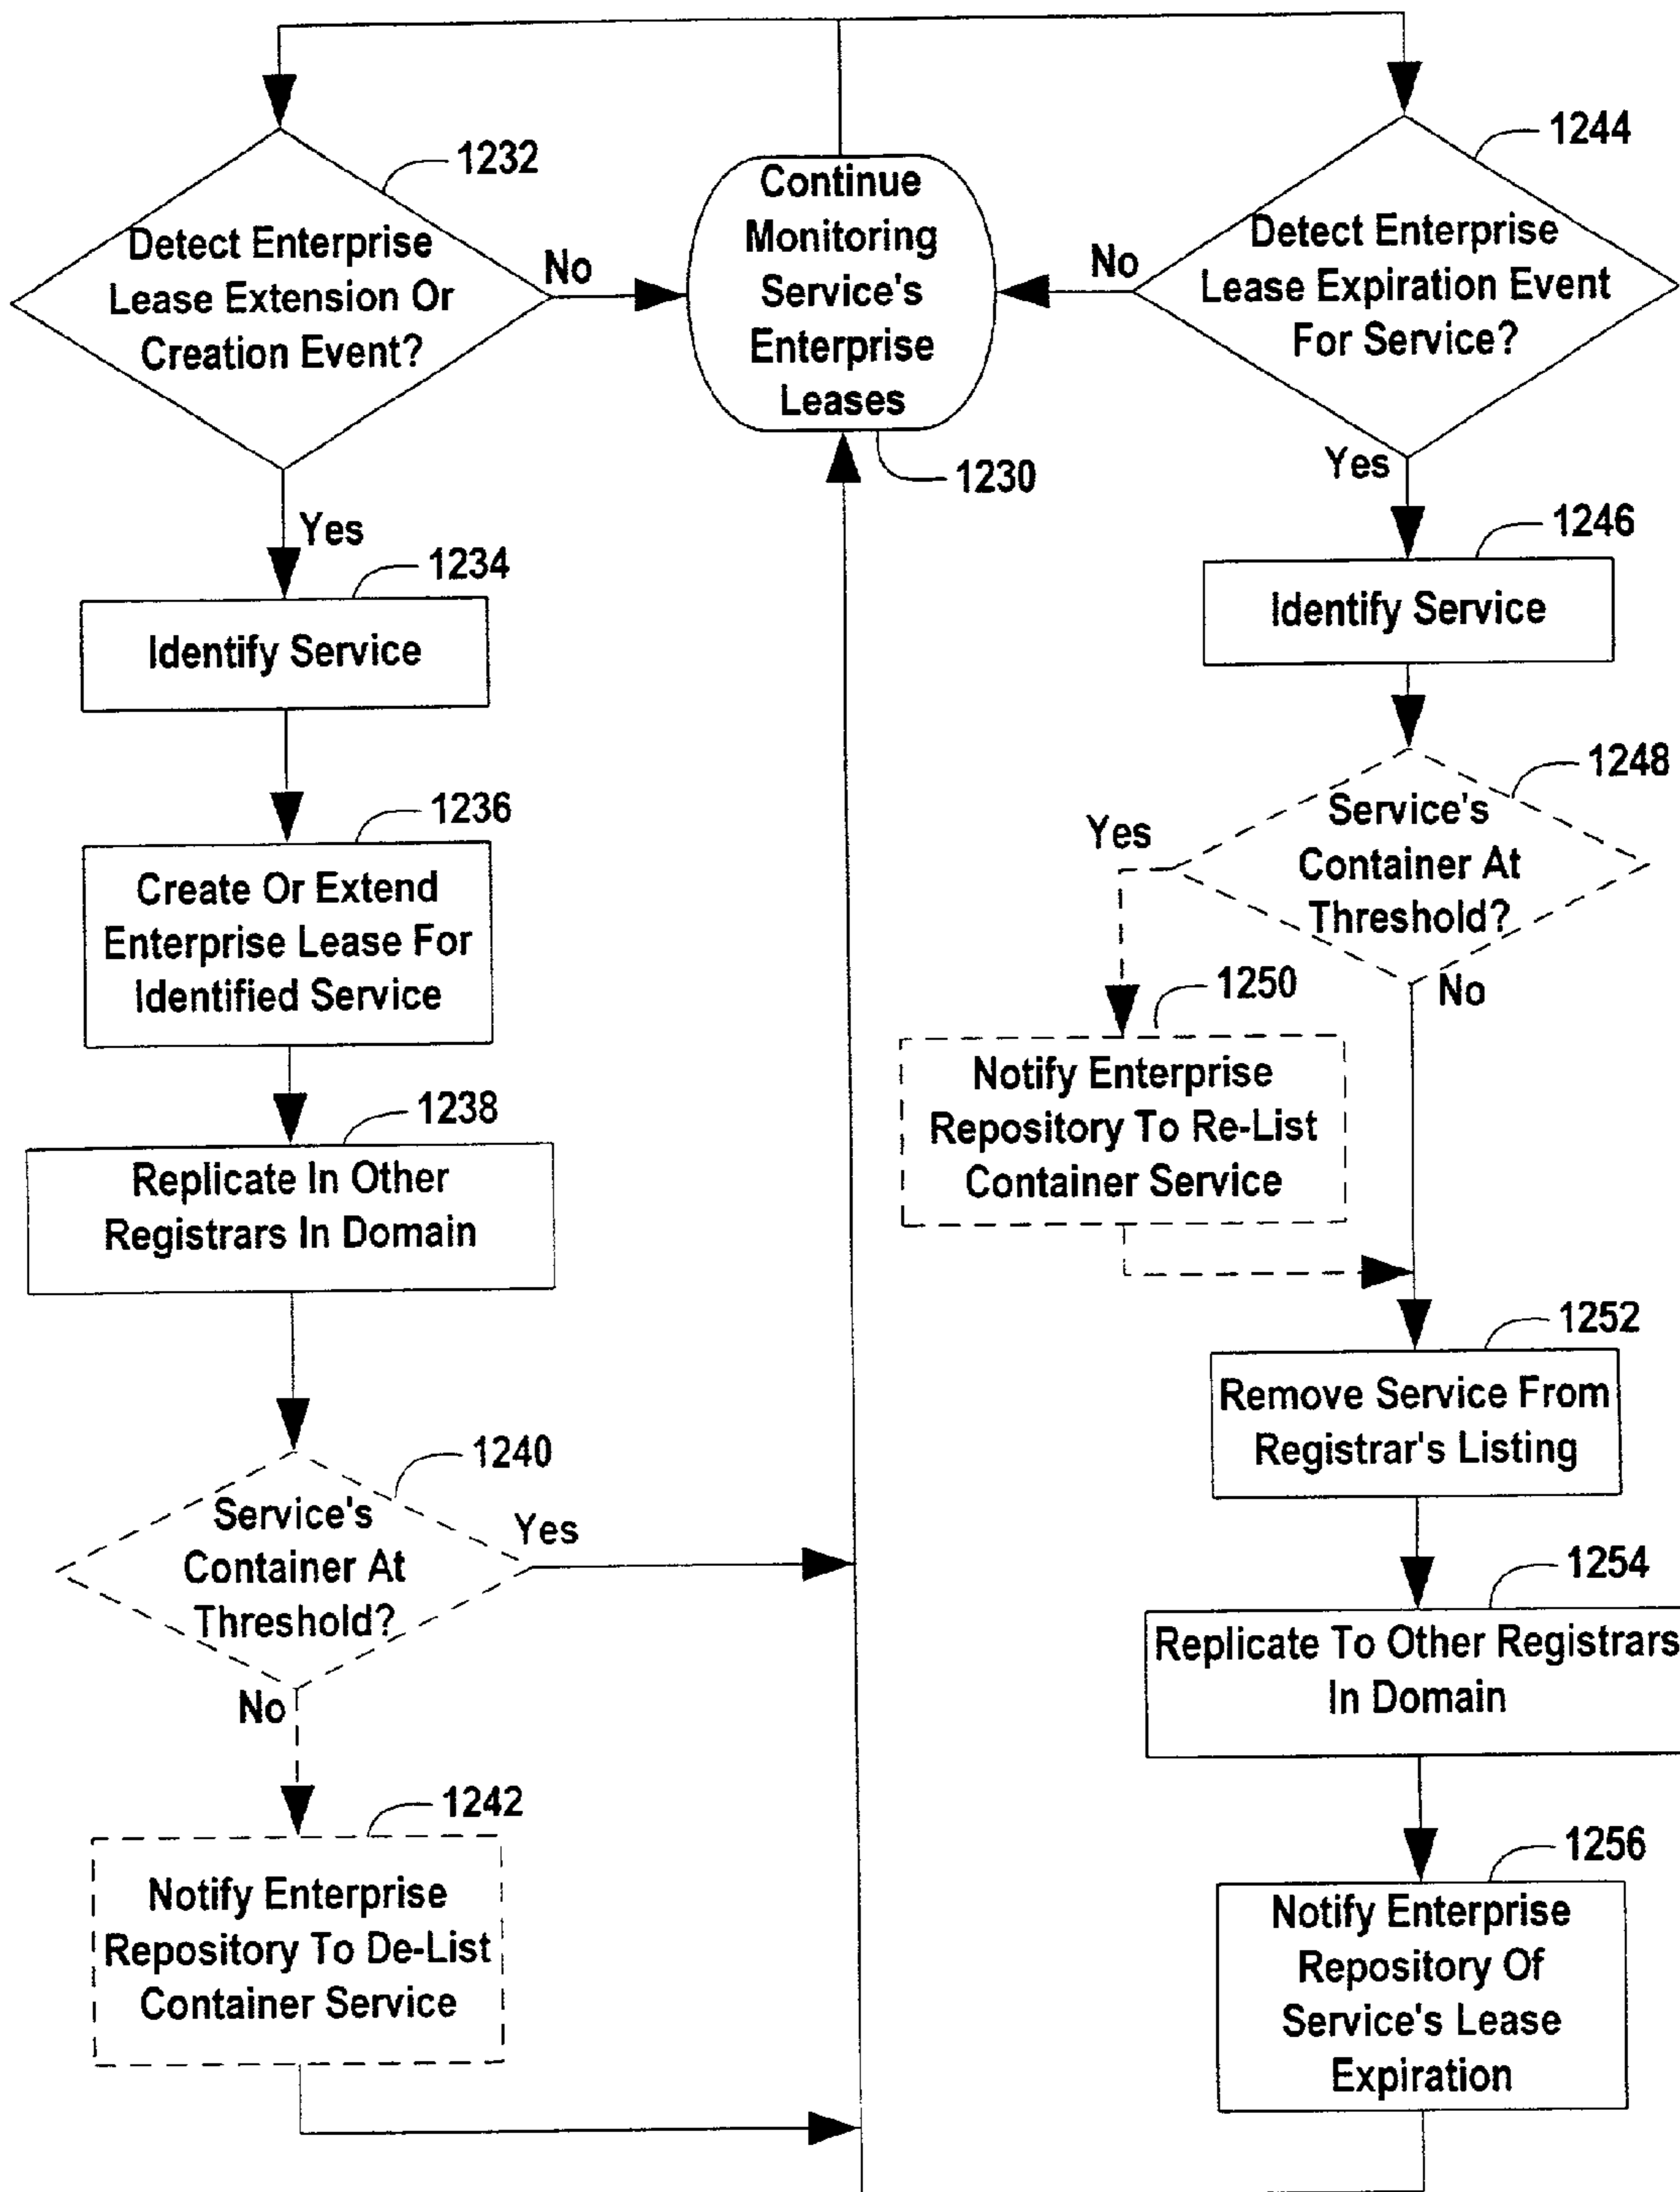 1232
Detect Enterprise
Lease Extension Or
Creation Event?
No
Yes
Continue
Monitoring
Service's
Enterprise
Leases
1230
1244
Detect Enterprise
Lease Expiration Event
For Service?
No
Yes
1234
Identify Service
1236
Create Or Extend
Enterprise Lease For
Identified Service
1238
Replicate In Other
Registrars In Domain
1240
Service's
Container At
Threshold?
Yes
No
1242
Notify Enterprise
Repository To De-List
Container Service
1246
Identify Service
1248
Service's
Container At
Threshold?
Yes
No
1250
Notify Enterprise
Repository To Re-List
Container Service
1252
Remove Service From
Registrar's Listing
1254
Replicate To Other Registrars
In Domain
1256
Notify Enterprise
Repository Of
Service's Lease
Expiration